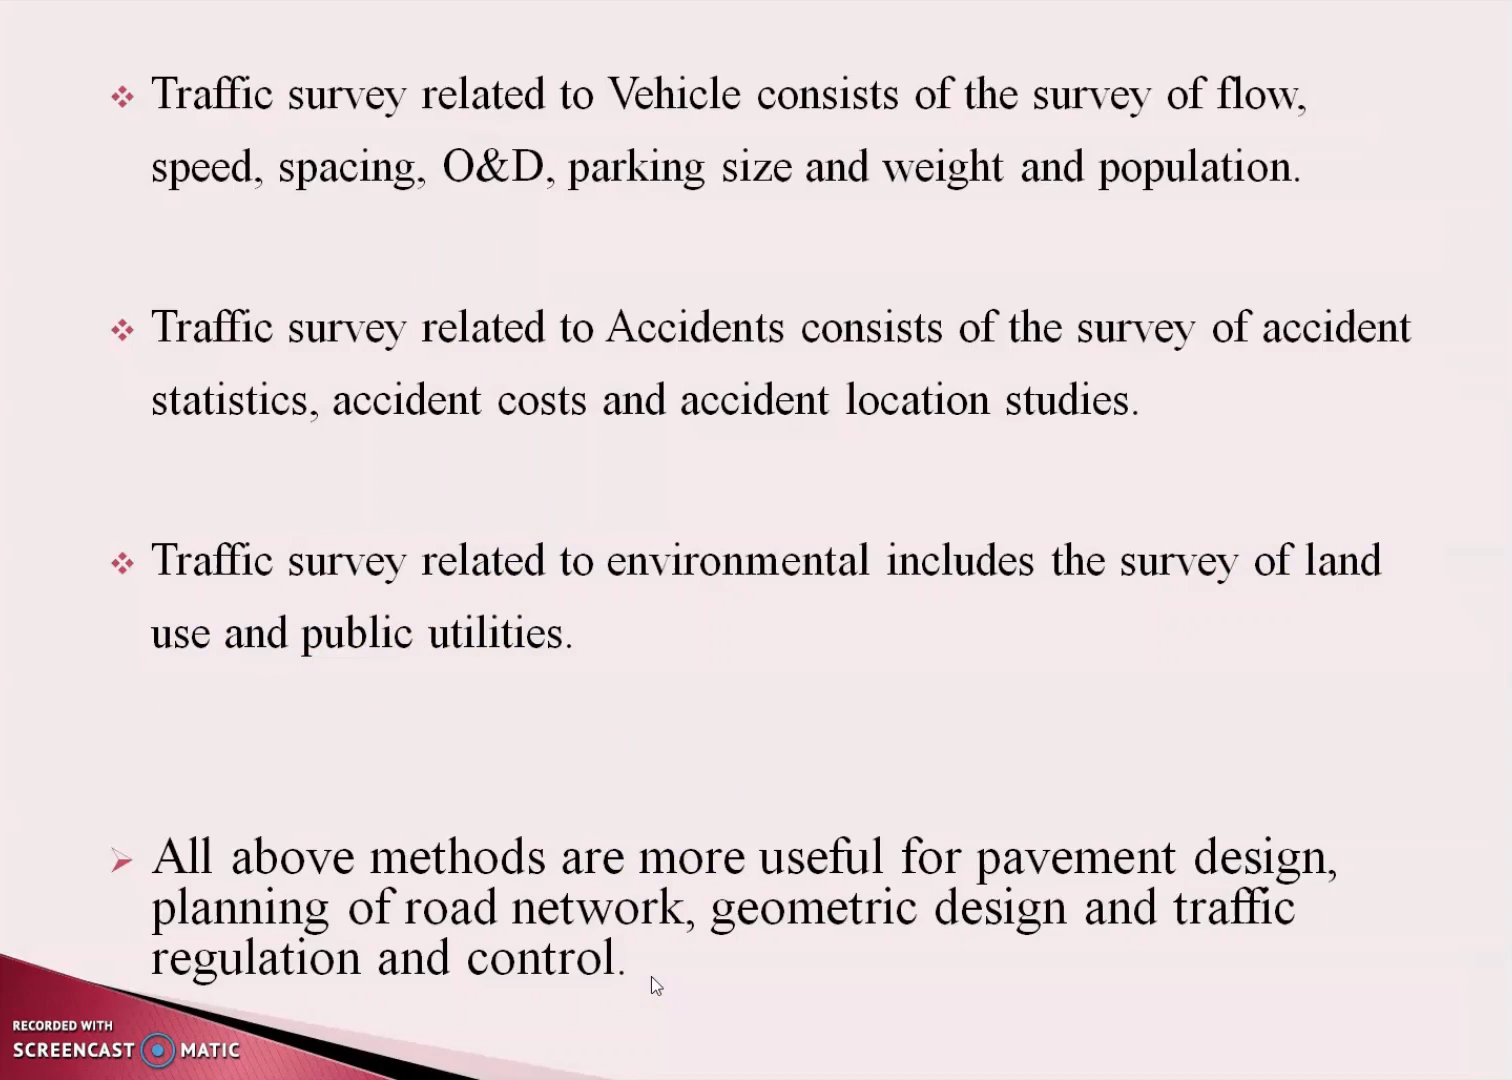 Traffic survey related to Vehicle consists of the survey of flow,
speed, spacing, O&D, parking size and weight and population.
Traffic survey related to Accidents consists of the survey of accident
statistics, accident costs and accident location studies.
Traffic survey related to environmental includes the survey of land
use and public utilities.
All above methods are more useful for pavement design,
planning of road network, geometric design and traffic
regulation and control.
RECORDED WITH
SCREENCAST MATIC